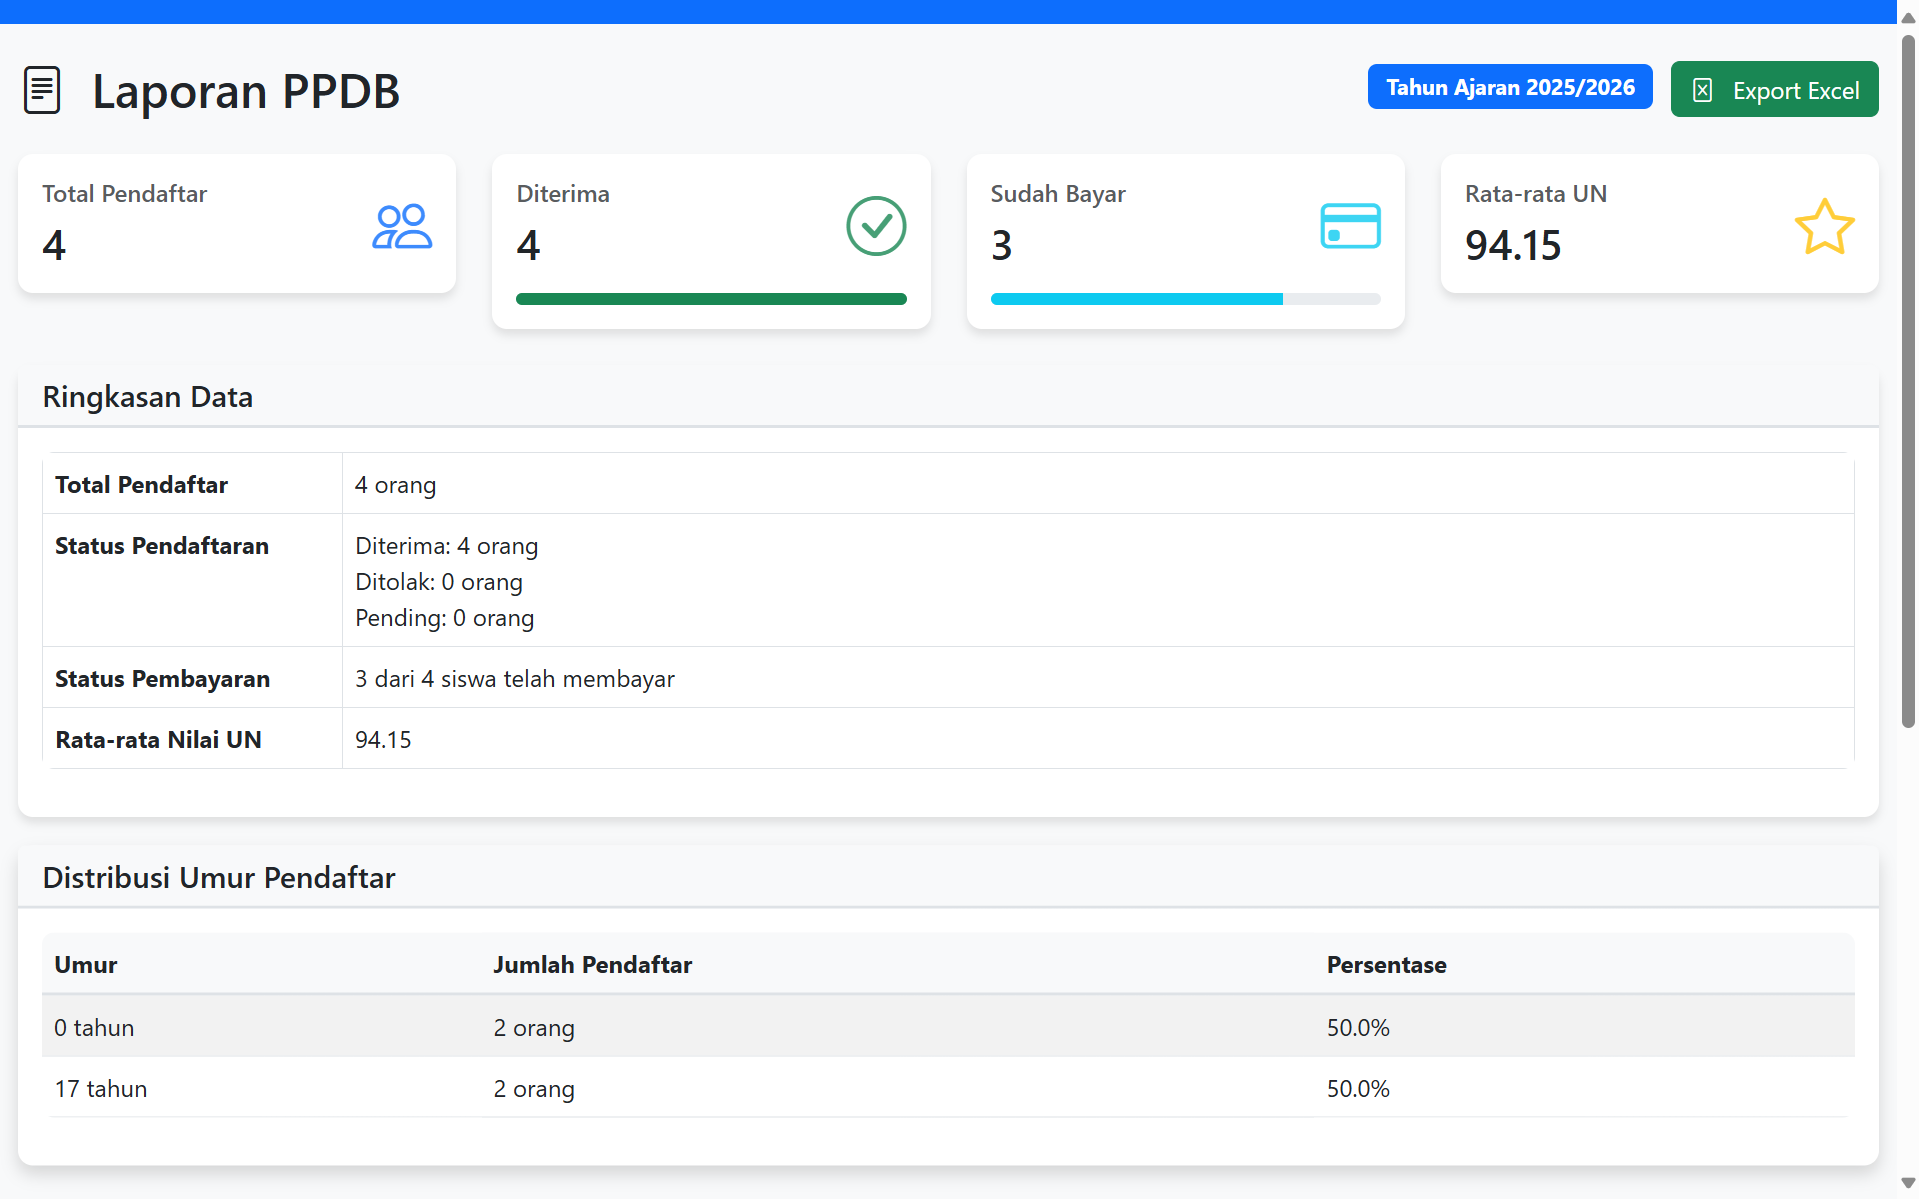 Laporan PPDB
Tahun Ajaran 2025/2026
Export Excel
Total Pendaftar
4
Diterima
4
Sudah Bayar
3
Rata-rata UN
94.15
Ringkasan Data
Total Pendaftar 4 orang
Status Pendaftaran Diterima: 4 orang
Ditolak: 0 orang
Pending: 0 orang
Status Pembayaran 3 dari 4 siswa telah membayar
Rata-rata Nilai UN 94.15
Distribusi Umur Pendaftar
Umur Jumlah Pendaftar Persentase
0 tahun 2 orang 50.0%
17 tahun 2 orang 50.0%